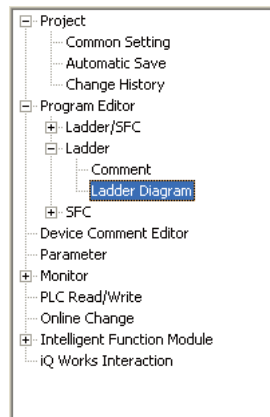 Project
Common Setting
Automatic Save
Change History
Program Editor
Ladder/SFC
Ladder
Comment
Ladder Diagram
SFC
Device Comment Editor
Parameter
Monitor
PLC Read/Write
Online Change
Intelligent Function Module
iQ Works Interaction